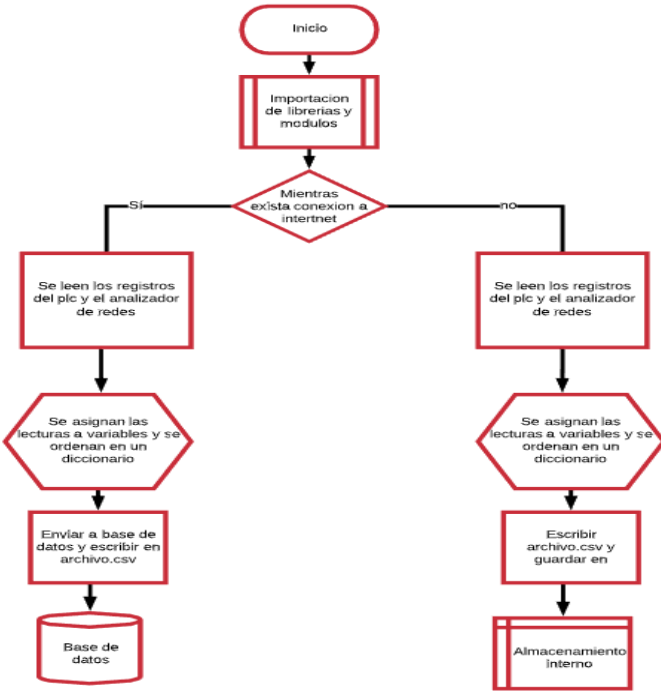 Inicio
Importacion
de librerias y
modulos
Mientras
exista conexion a
intertnet
Sí
no
Se leen los registros
del plc y el analizador
de redes
Se leen los registros
del plc y el analizador
de redes
Se asignan las
lecturas a variables y se
ordenan en un
diccionario
Se asignan las
lecturas a variables y se
ordenan en un
diccionario
Enviar a base de
datos y escribir en
archivo.csv
Escribir
archivo.csv y
guardar en
Base de
datos
Almacenamiento
interno